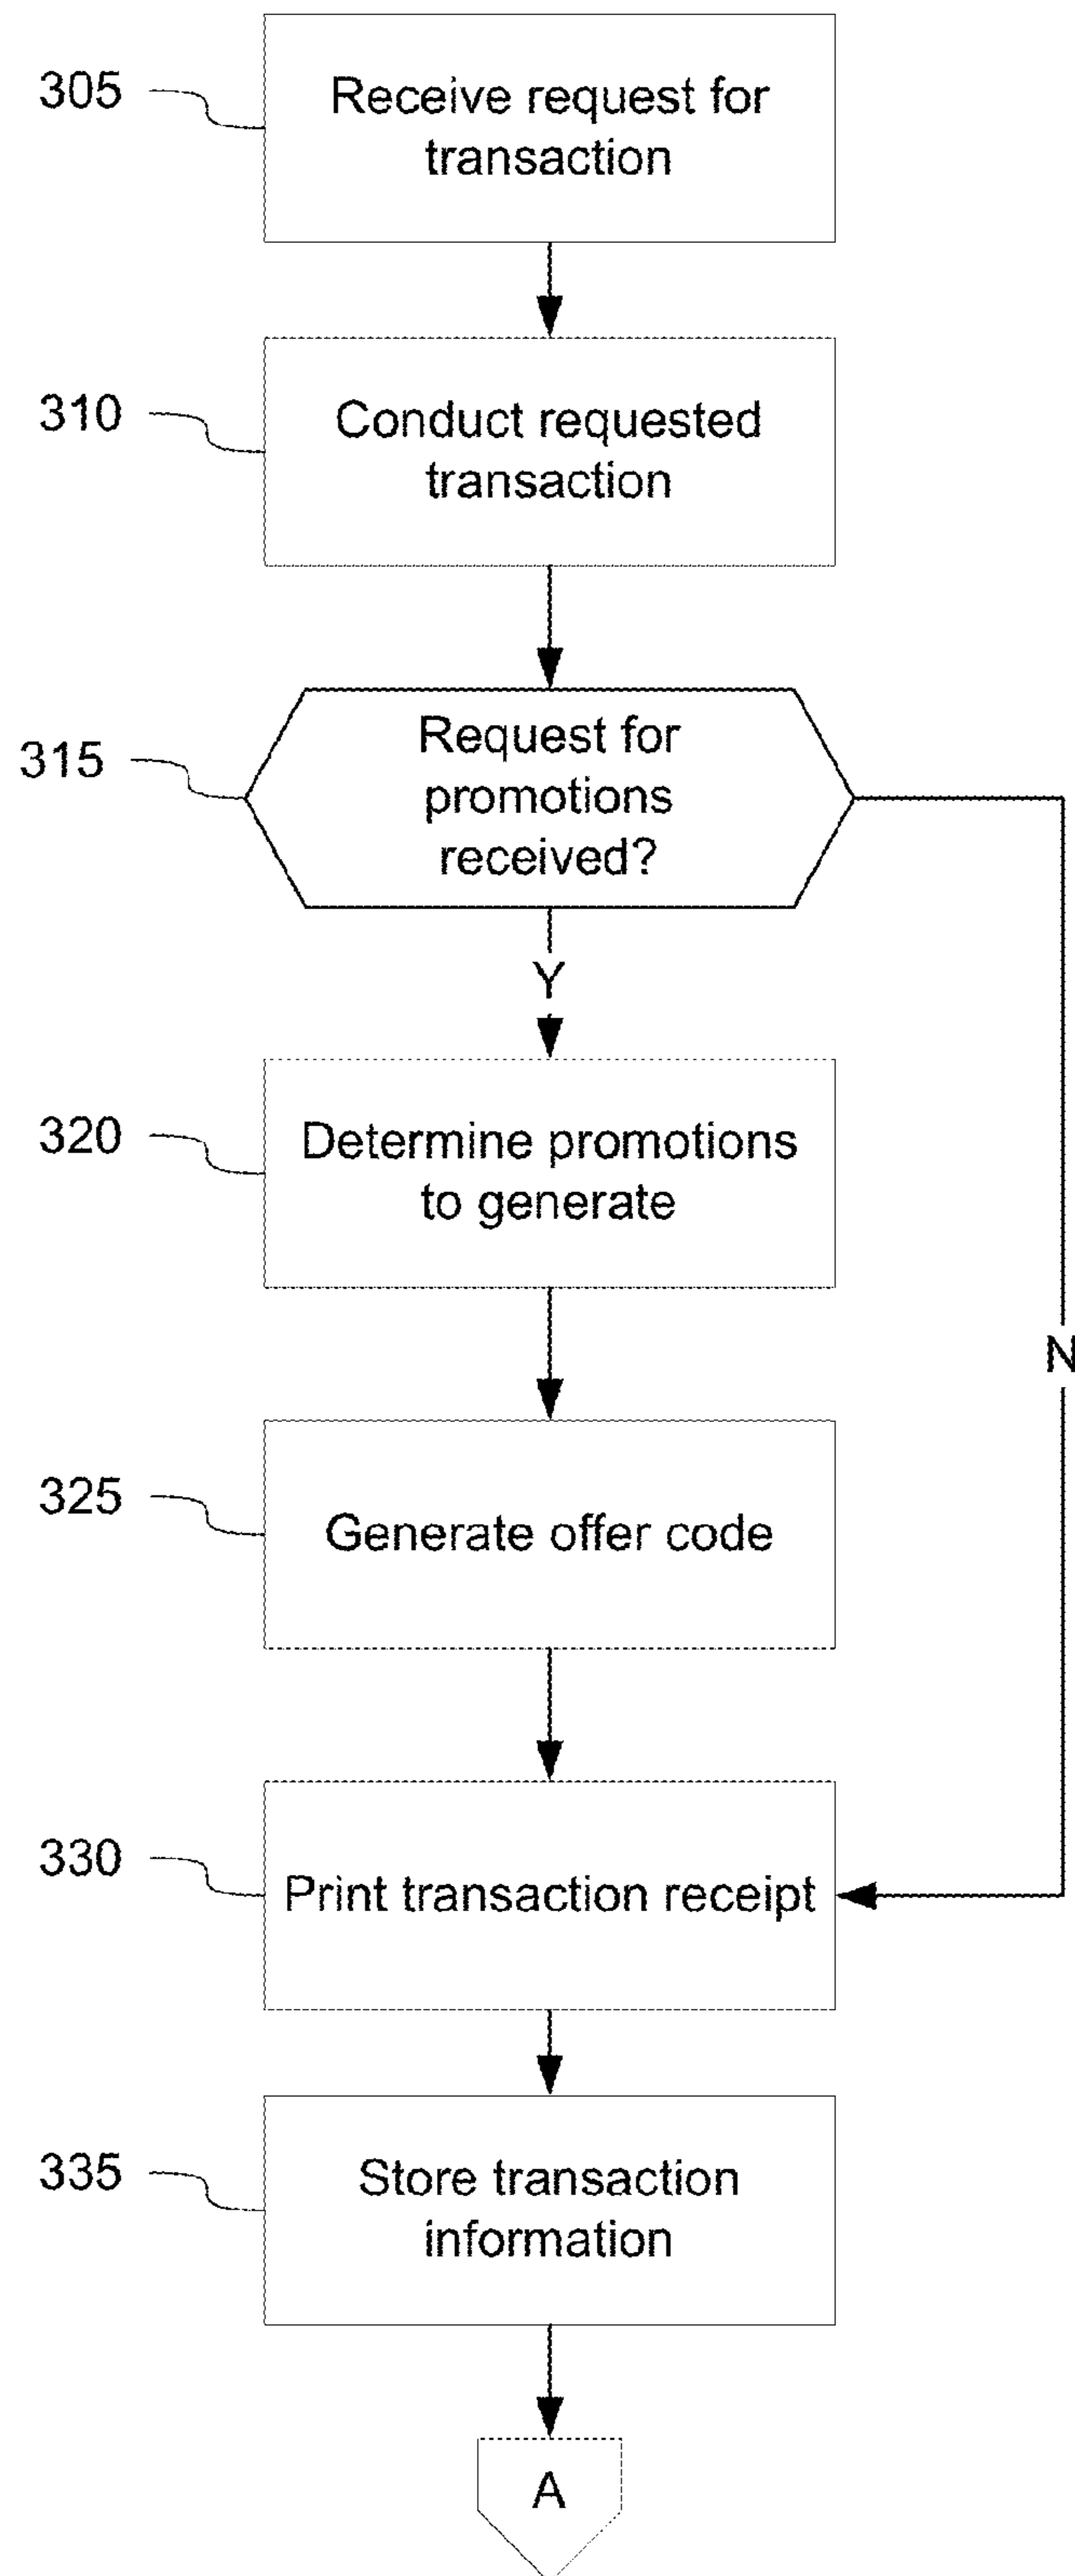 305
Receive request for
transaction
310
Conduct requested
transaction
315
Request for
promotions
received?
Y
320
Determine promotions
to generate
N
325
Generate offer code
330
Print transaction receipt
335
Store transaction
information
A